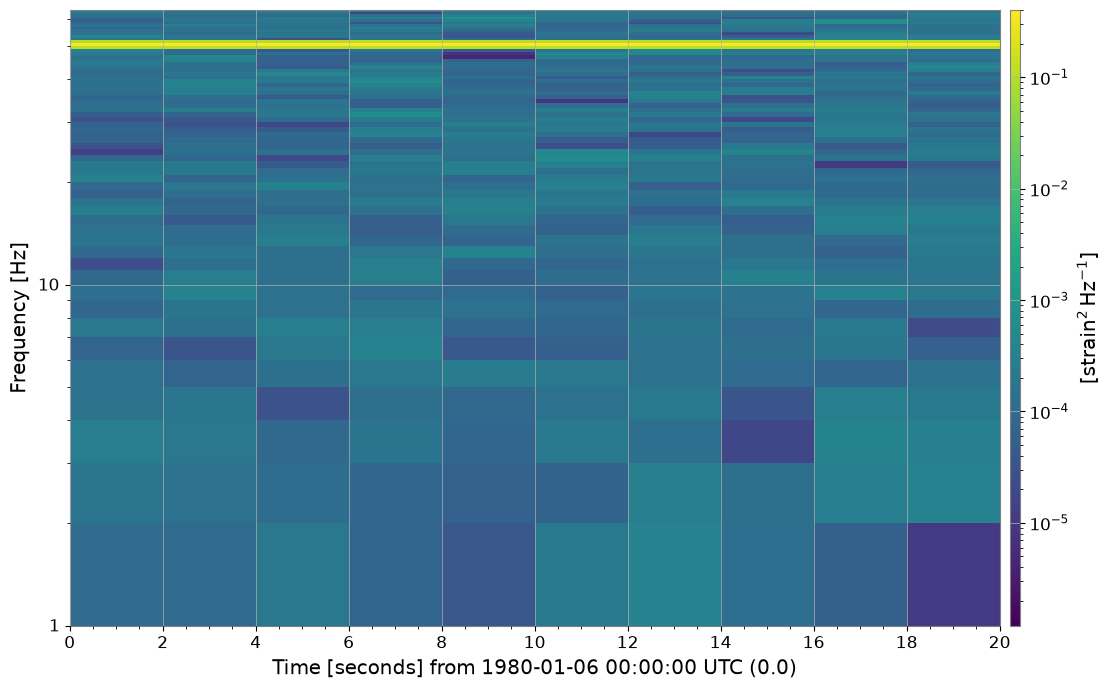 Frequency [Hz]
10
1
0 2 4 6 8 10 12 14 16 18 20
Time [seconds] from 1980-01-06 00:00:00 UTC (0.0)
10⁻¹
10⁻²
10⁻³
10⁻⁴
10⁻⁵
[strain² Hz⁻¹]